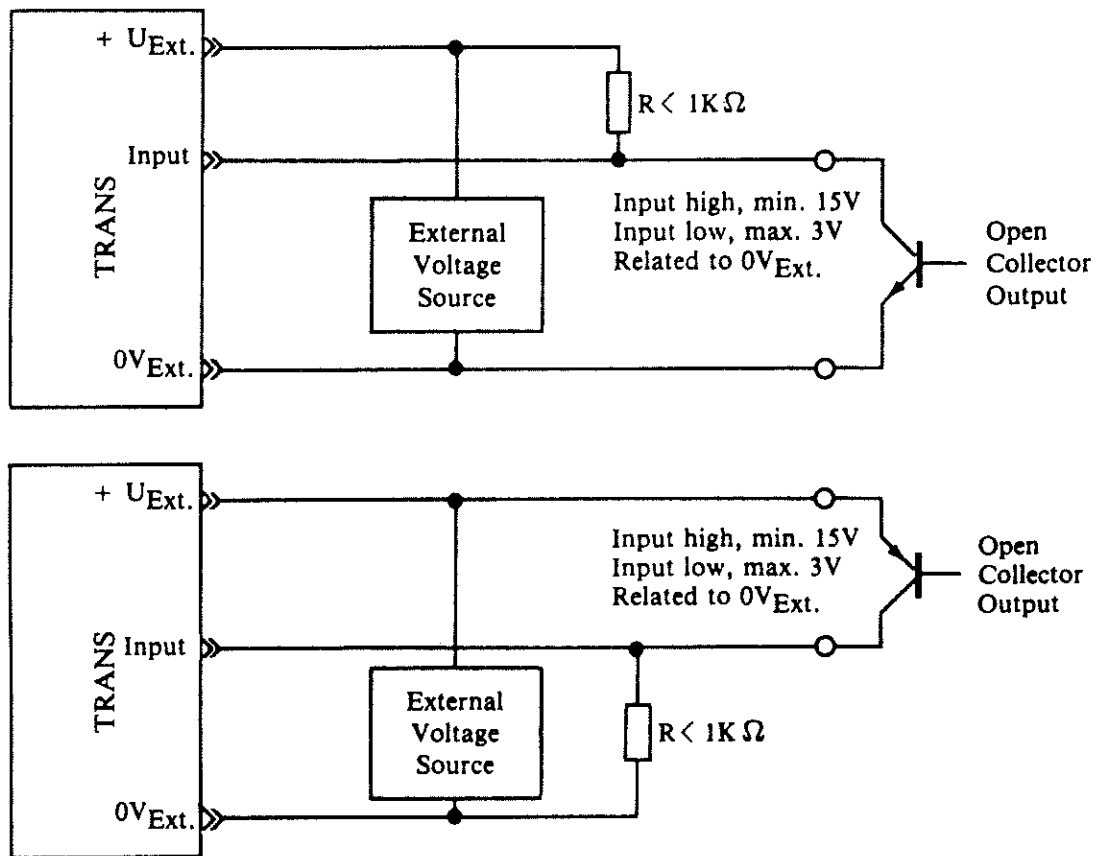 + UExt.
Input
TRANS
0VExt.
External
Voltage
Source
R < 1KΩ
Input high, min. 15V
Input low, max. 3V
Related to 0VExt.
Open
Collector
Output
+ UExt.
Input
TRANS
0VExt.
External
Voltage
Source
Input high, min. 15V
Input low, max. 3V
Related to 0VExt.
R < 1KΩ
Open
Collector
Output